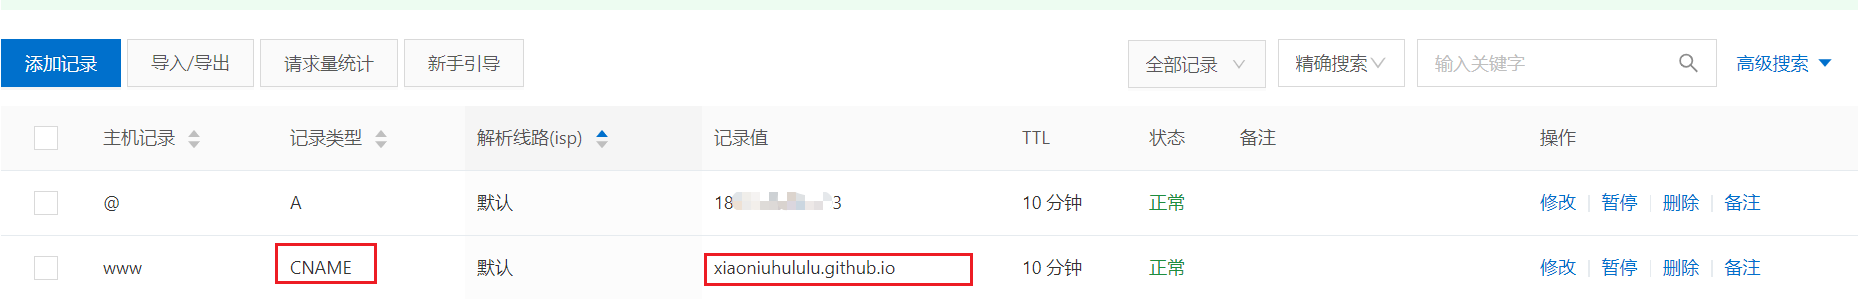 添加记录 导入/导出 请求量统计 新手引导 全部记录 精确搜索 输入关键字 高级搜索
主机记录 记录类型 解析线路(isp) 记录值 TTL 状态 备注 操作
@ A 默认 18 3 10 分钟 正常 修改 暂停 删除 备注
www CNAME 默认 xiaoniuhululu.github.io 10 分钟 正常 修改 暂停 删除 备注